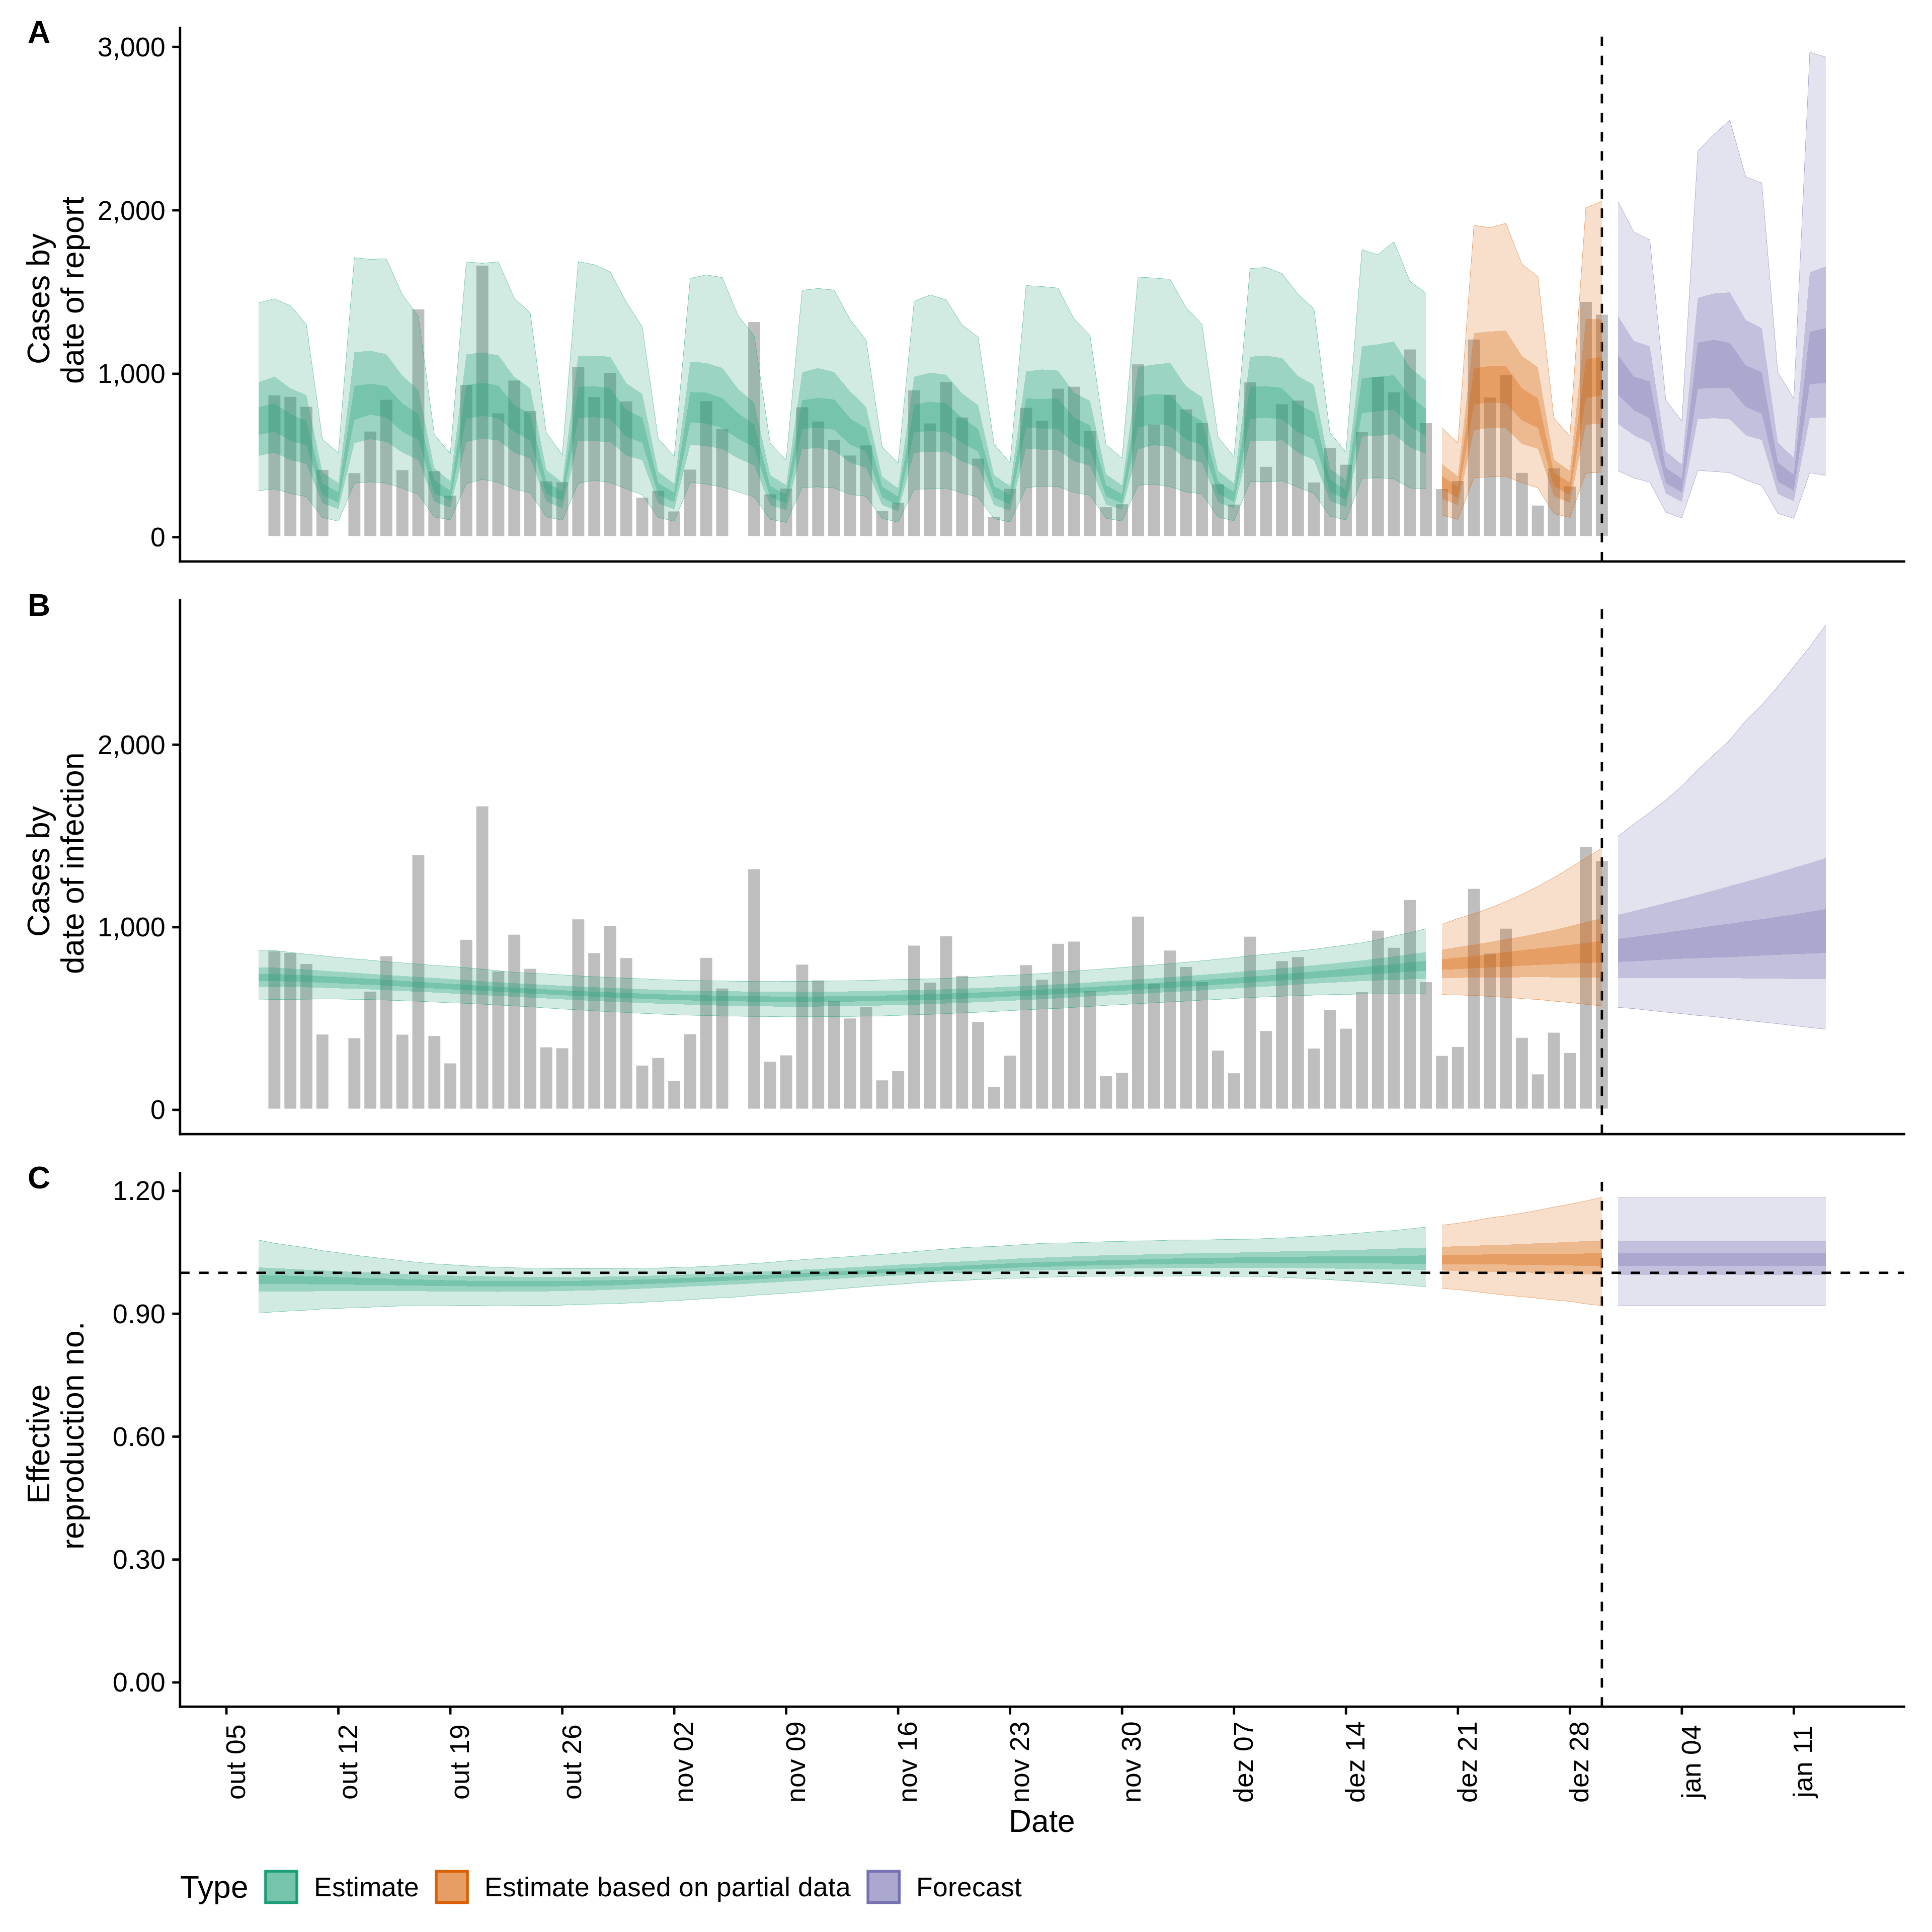 A
Cases by
date of report
3,000
2,000
1,000
0
B
Cases by
date of infection
2,000
1,000
0
C
Effective
reproduction no.
1.20
0.90
0.60
0.30
0.00
out 05
out 12
out 19
out 26
nov 02
nov 09
nov 16
nov 23
nov 30
dez 07
dez 14
dez 21
dez 28
jan 04
jan 11
Date
Type
Estimate
Estimate based on partial data
Forecast